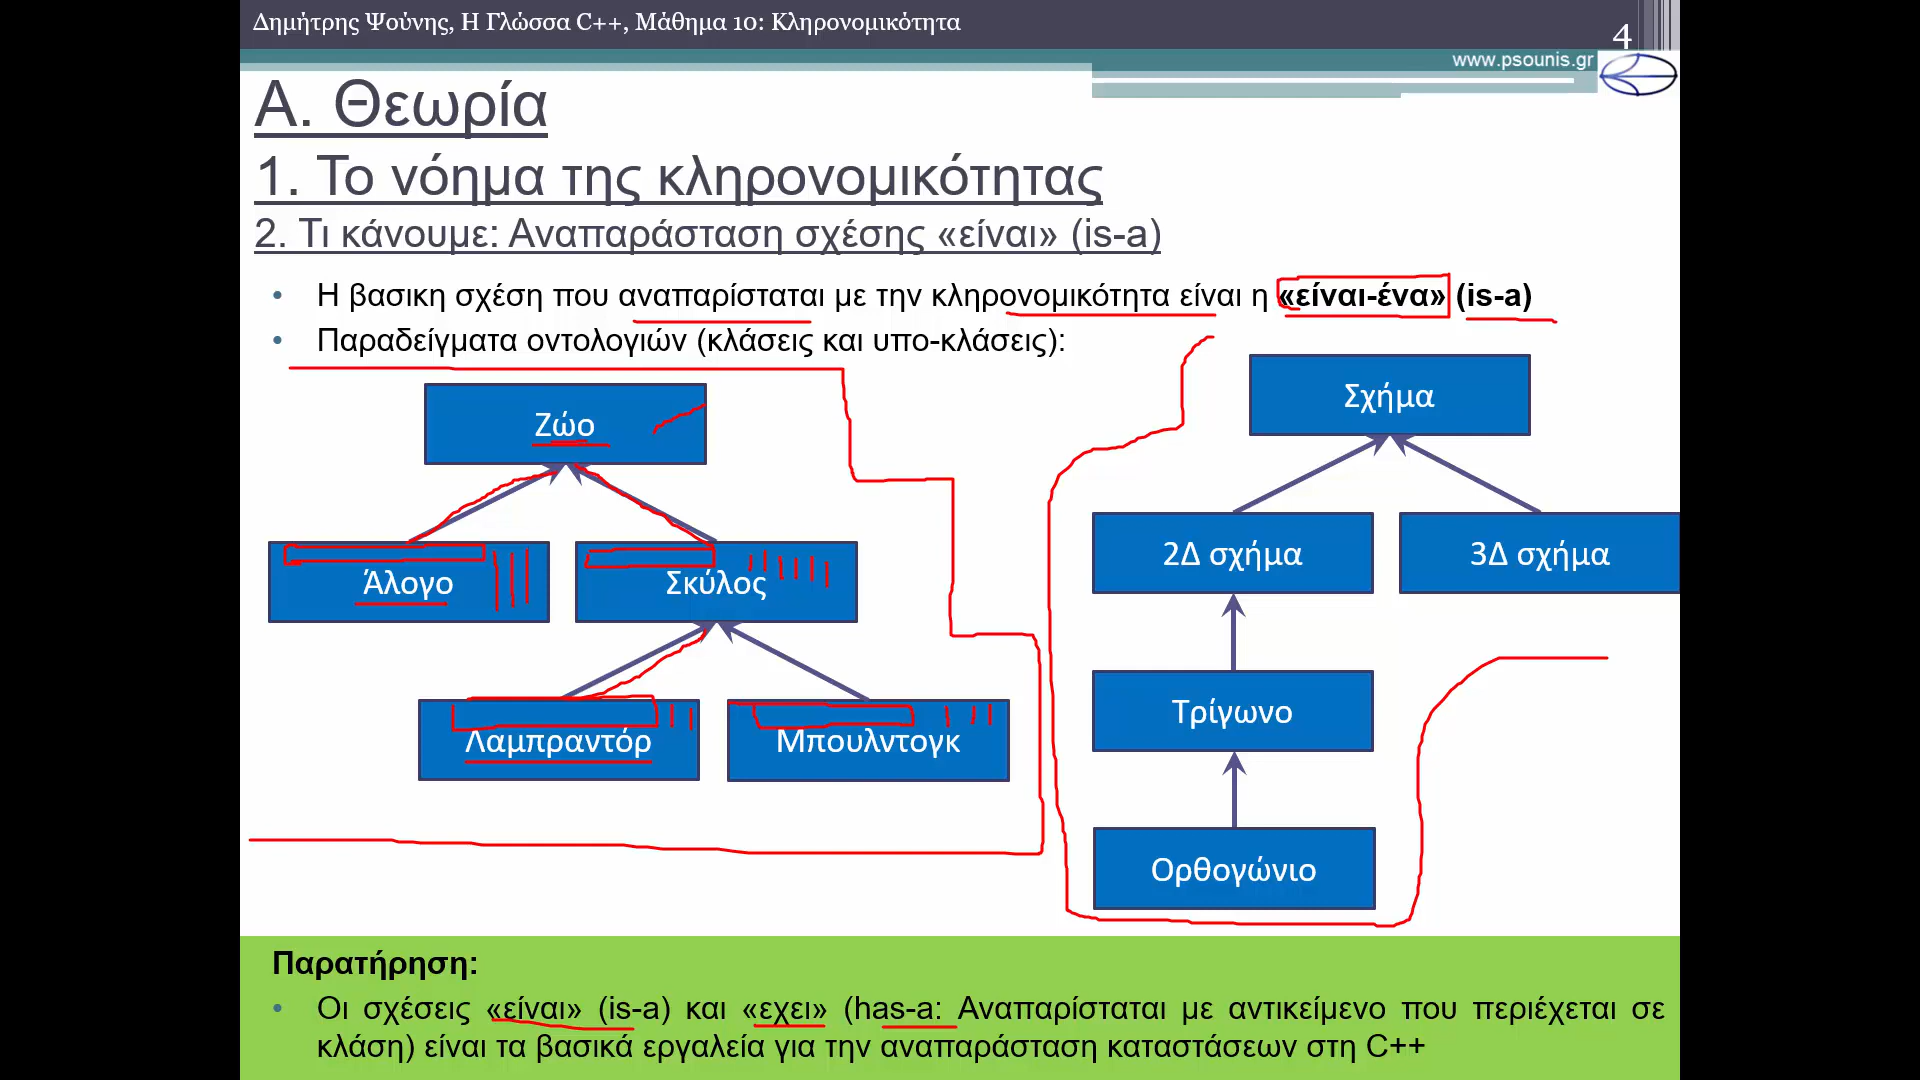 Δημήτρης Ψούνης, Η Γλώσσα C++, Μάθημα 10: Κληρονομικότητα
4
www.psounis.gr
Α. Θεωρία
1. Το νόημα της κληρονομικότητας
2. Τι κάνουμε: Αναπαράσταση σχέσης «είναι» (is-a)
• Η βασικη σχέση που αναπαρίσταται με την κληρονομικότητα είναι η «είναι-ένα» (is-a)
• Παραδείγματα οντολογιών (κλάσεις και υπο-κλάσεις):
Ζώο
Άλογο
Σκύλος
Λαμπραντόρ
Μπουλντογκ
Σχήμα
2Δ σχήμα
3Δ σχήμα
Τρίγωνο
Ορθογώνιο
Παρατήρηση:
• Οι σχέσεις «είναι» (is-a) και «εχει» (has-a: Αναπαρίσταται με αντικείμενο που περιέχεται σε
κλάση) είναι τα βασικά εργαλεία για την αναπαράσταση καταστάσεων στη C++